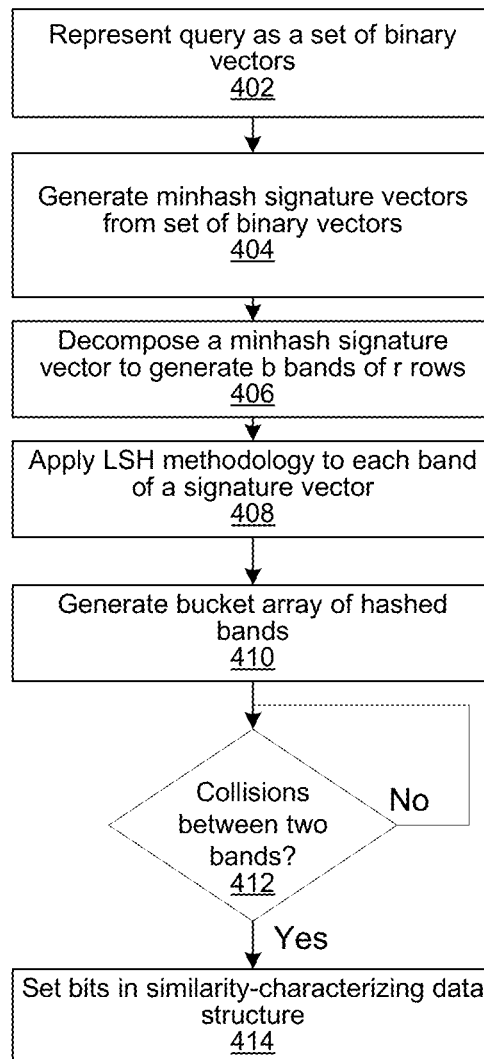 Represent query as a set of binary
vectors
402
Generate minhash signature vectors
from set of binary vectors
404
Decompose a minhash signature
vector to generate b bands of r rows
406
Apply LSH methodology to each band
of a signature vector
408
Generate bucket array of hashed
bands
410
Collisions
between two
bands?
412
No
Yes
Set bits in similarity-characterizing data
structure
414